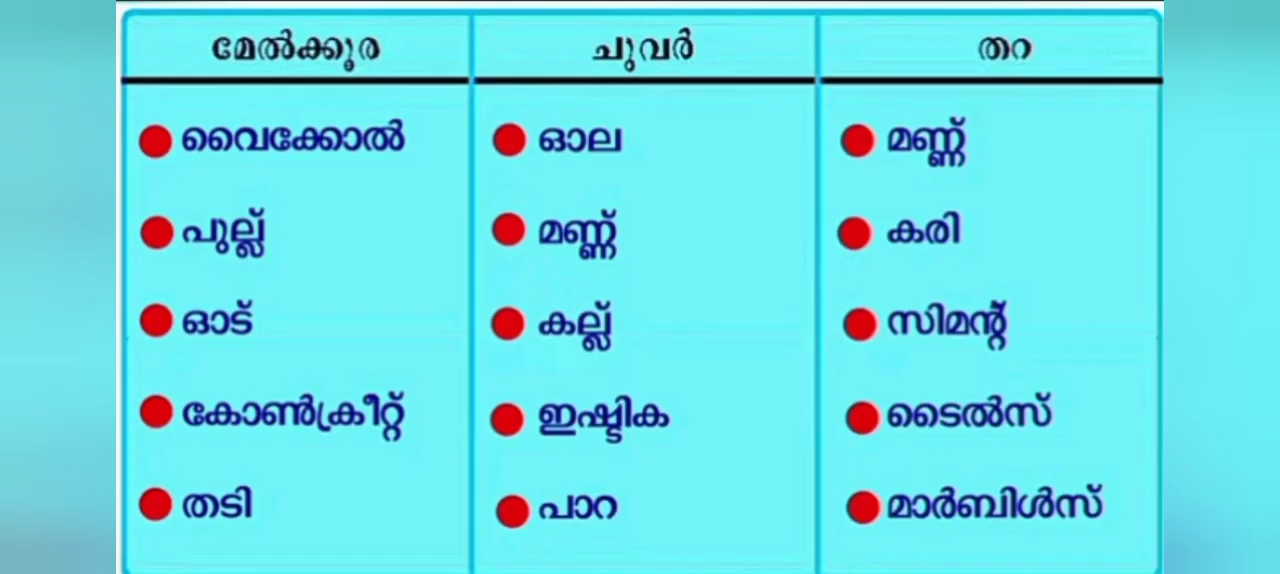 മേൽക്കൂര ചുവർ തറ
വൈക്കോൽ ഓല മണ്ണ്
പുല്ല് മണ്ണ് കരി
ഓട് കല്ല് സിമന്റ്
കോൺക്രീറ്റ് ഇഷ്ടിക ടൈൽസ്
തടി പാറ മാർബിൾസ്